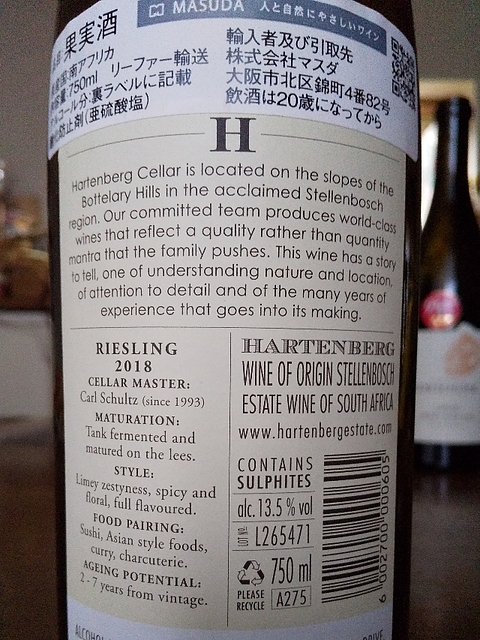 MASUDA 人と自然にやさしいワイン
果実酒
南アフリカ
750ml リーファー輸送
裏ラベルに記載
防止剤(亜硫酸塩)
輸入者及び引取先
株式会社マスダ
大阪市北区錦町4番82号
飲酒は20歳になってから
H
Hartenberg Cellar is located on the slopes of the
Bottelary Hills in the acclaimed Stellenbosch
region. Our committed team produces world-class
wines that reflect a quality rather than quantity
mantra that the family pushes. This wine has a story
to tell, one of understanding nature and location,
of attention to detail and of the many years of
experience that goes into its making.
RIESLING
2018
CELLAR MASTER:
Carl Schultz (since 1993)
MATURATION:
Tank fermented and
matured on the lees.
STYLE:
Limey zestyness, spicy and
floral, full flavoured.
FOOD PAIRING:
Sushi, Asian style foods,
curry, charcuterie.
AGEING POTENTIAL:
2 - 7 years from vintage.
HARTENBERG
WINE OF ORIGIN STELLENBOSCH
ESTATE WINE OF SOUTH AFRICA
www.hartenbergestate.com
CONTAINS
SULPHITES
alc. 13.5 % vol
LOT NO: L265471
750 ml
PLEASE
RECYCLE
A275
6 002700 000605